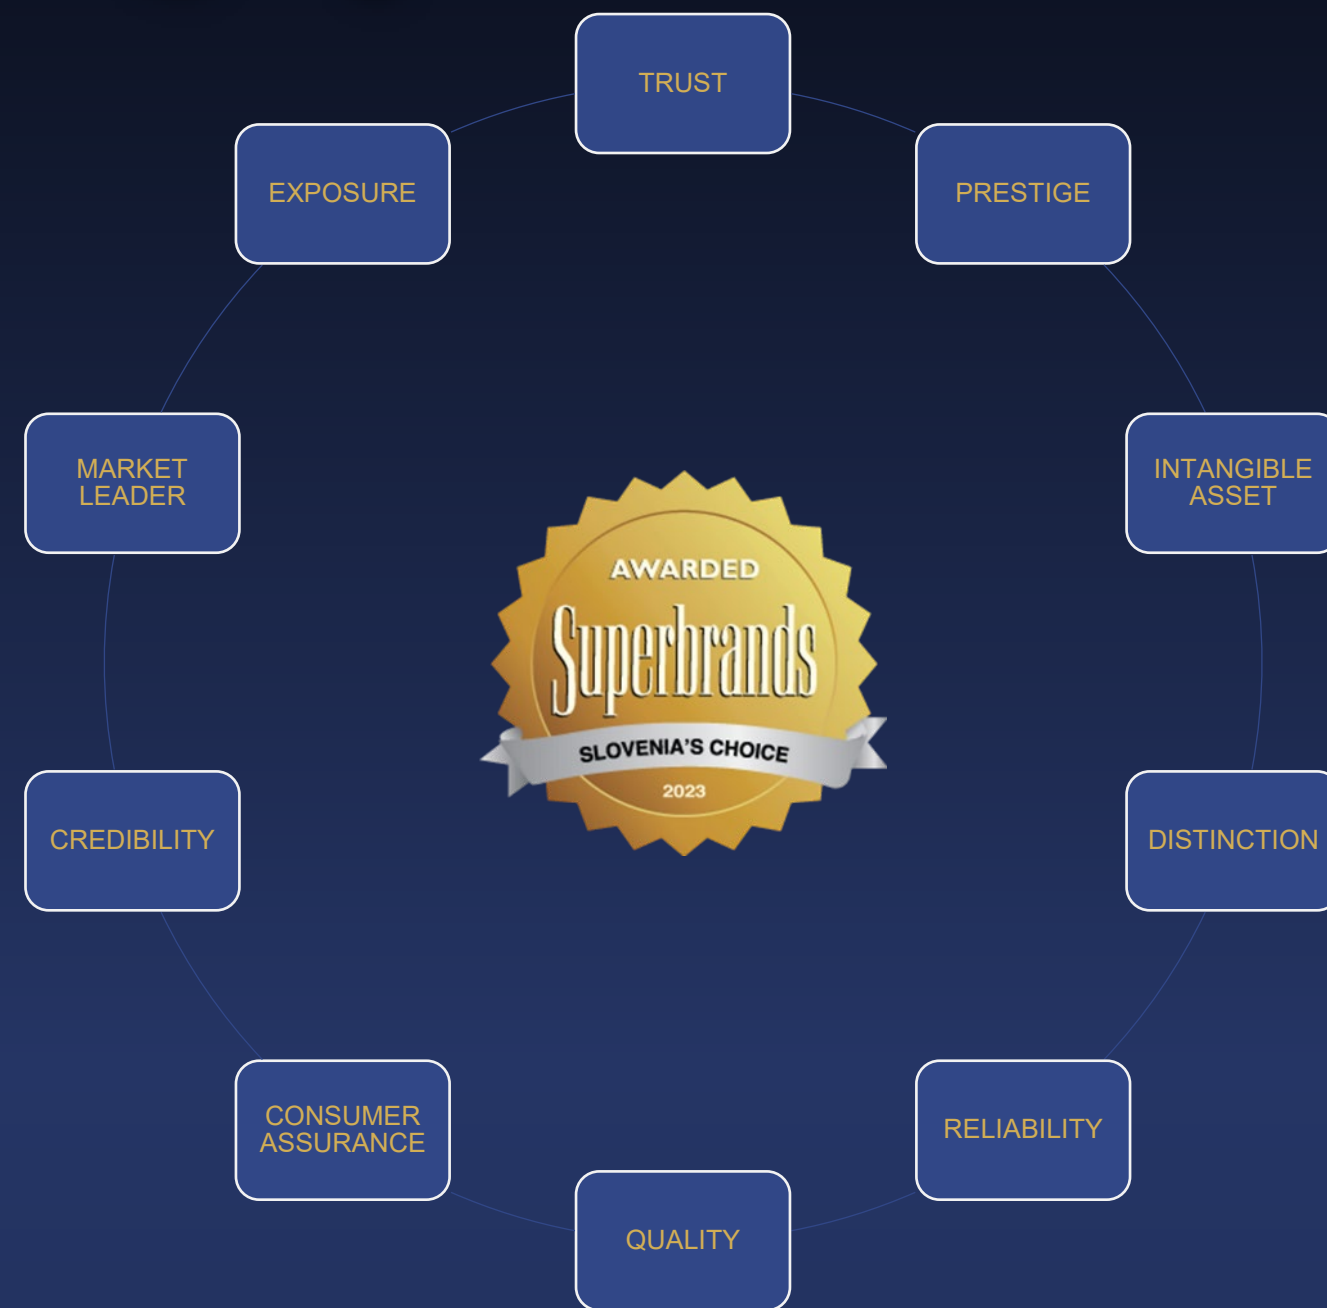 TRUST
EXPOSURE
PRESTIGE
MARKET
LEADER
INTANGIBLE
ASSET
AWARDED
Superbrands
SLOVENIA'S CHOICE
2023
CREDIBILITY
DISTINCTION
CONSUMER
ASSURANCE
RELIABILITY
QUALITY